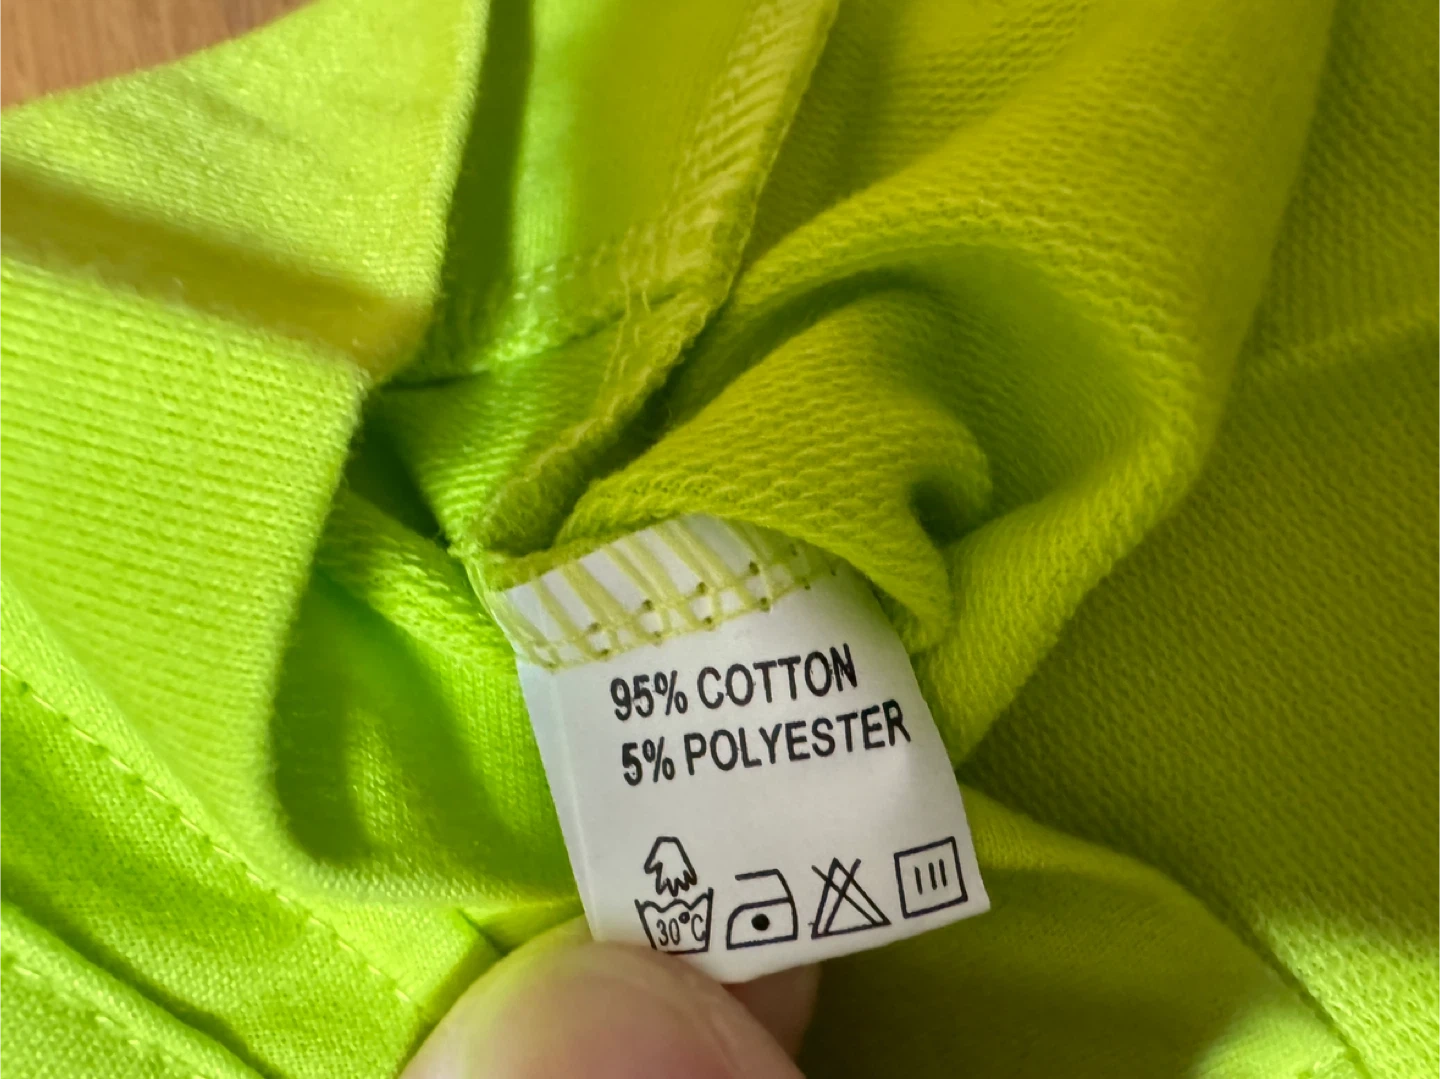 95% COTTON
5% POLYESTER
30°C